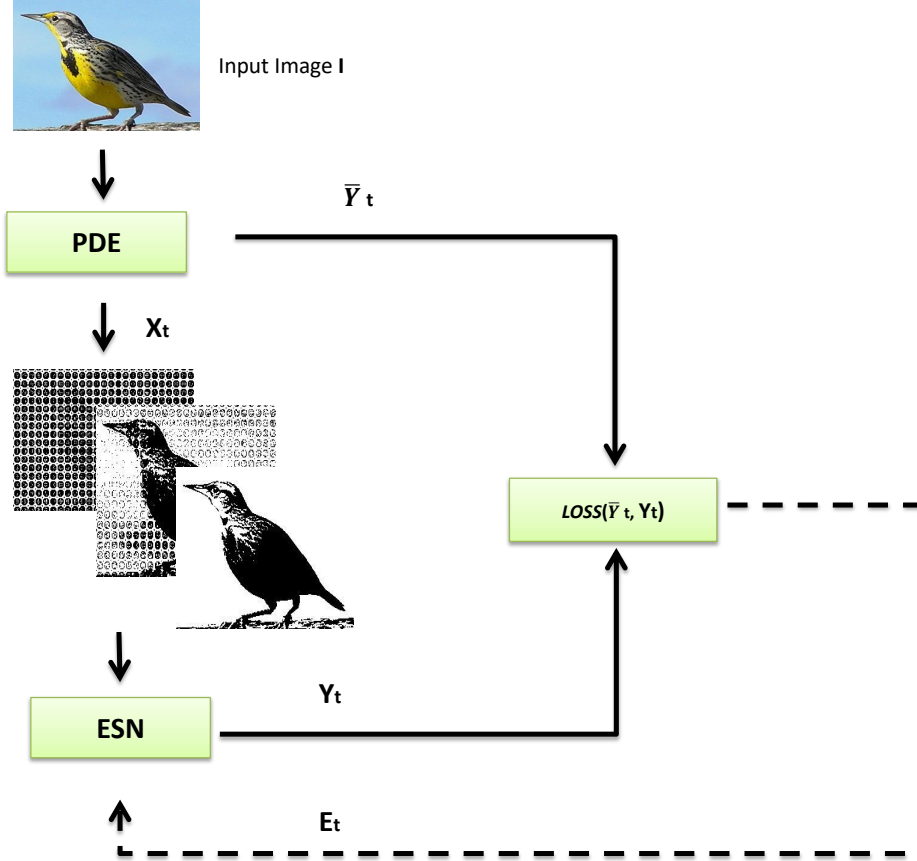 Input Image I
Ȳ t
PDE
Xt
LOSS(Ȳ t, Yt)
Yt
ESN
Et